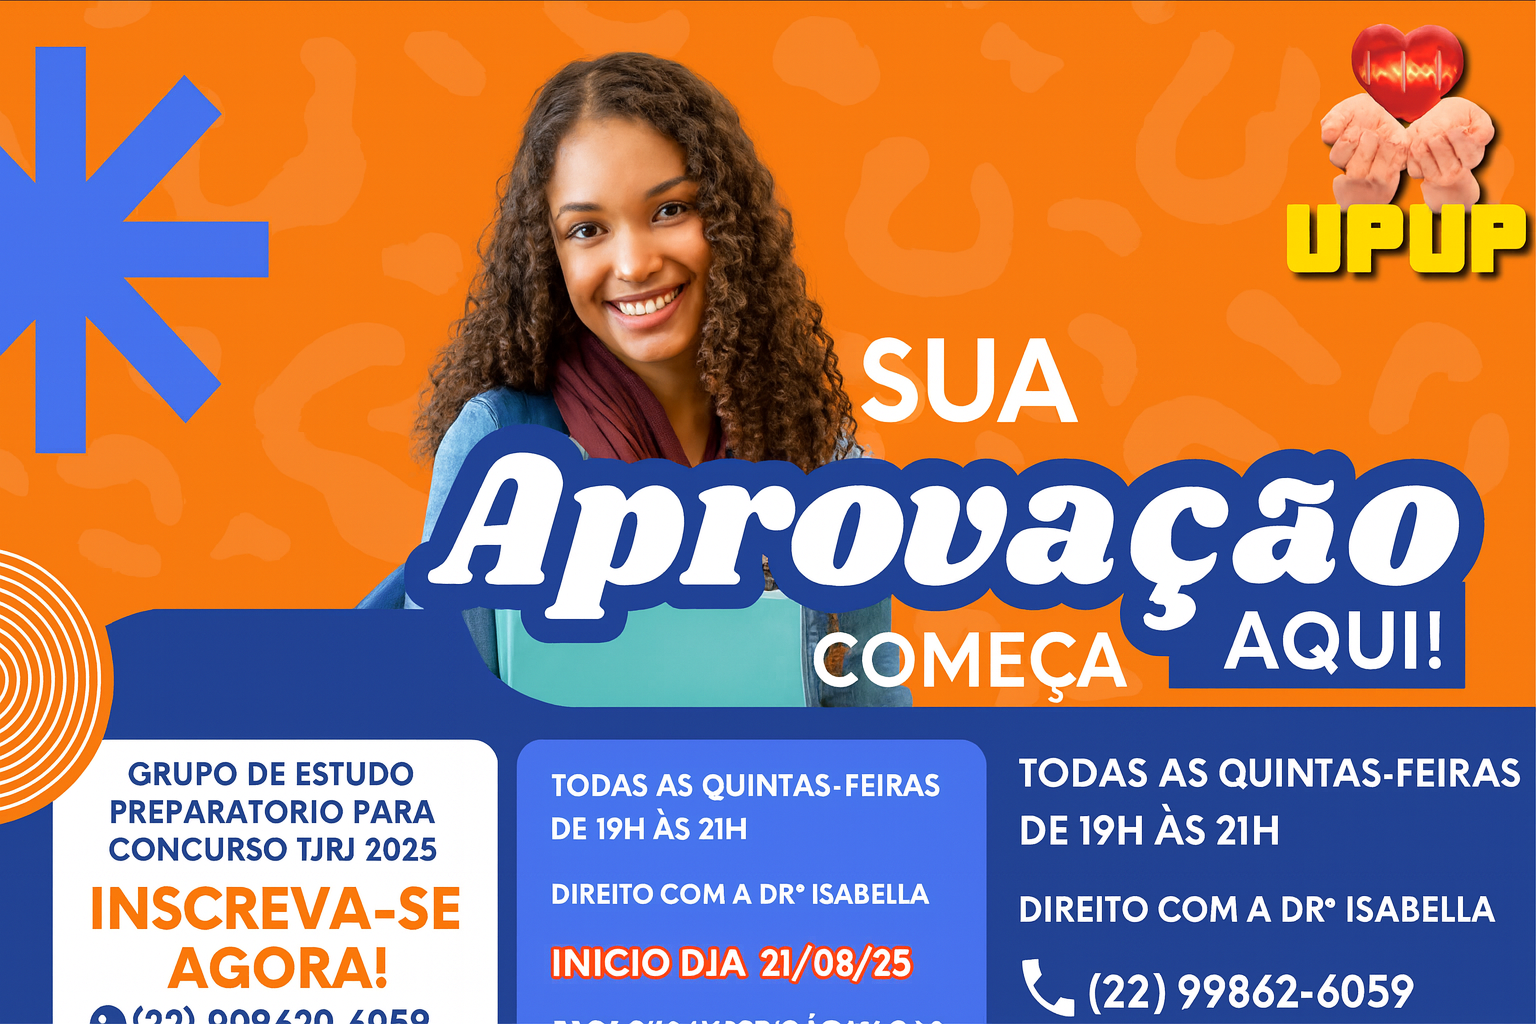 UPUP
SUA
Aprovação
COMEÇA
AQUI!
GRUPO DE ESTUDO
PREPARATORIO PARA
CONCURSO TJRJ 2025
INSCREVA-SE
AGORA!
TODAS AS QUINTAS-FEIRAS
DE 19H ÀS 21H
DIREITO COM A DRº ISABELLA
INICIO DJA 21/08/25
TODAS AS QUINTAS-FEIRAS
DE 19H ÀS 21H
DIREITO COM A DRº ISABELLA
(22) 99862-6059